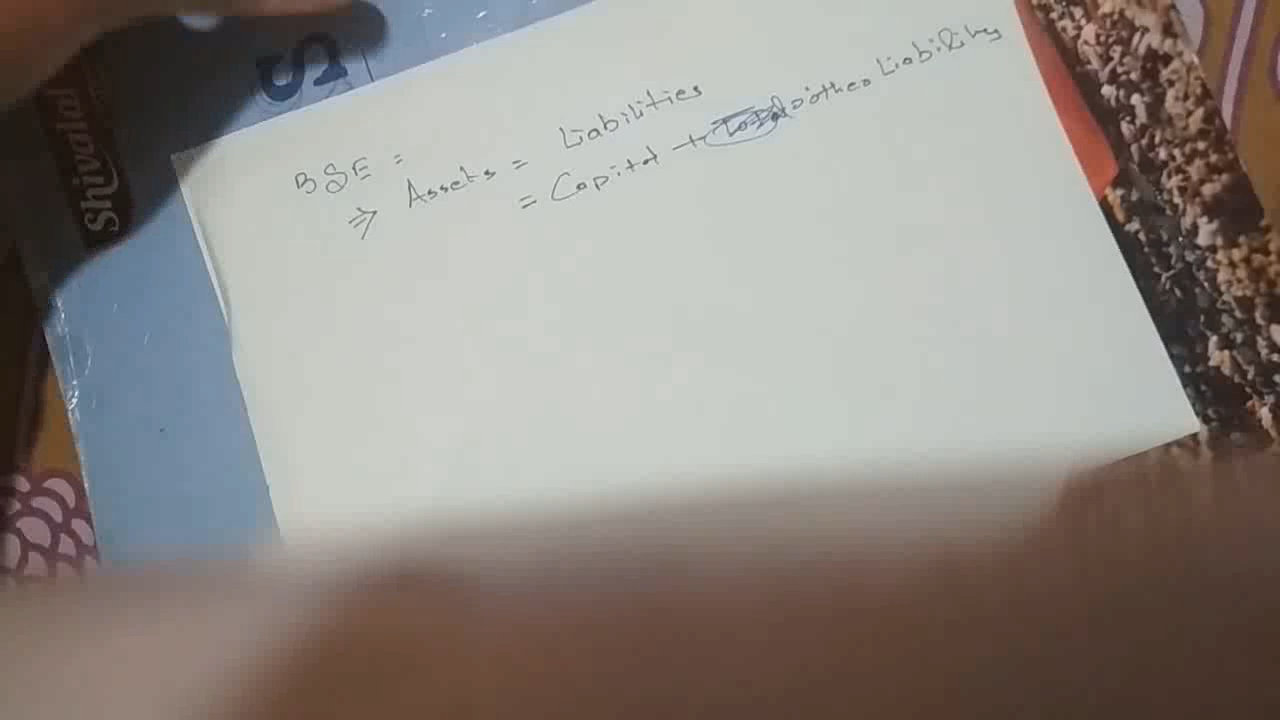 Shivalal
S
BSE :
⇒ Assets = Liabilities
= Capital + other Liability